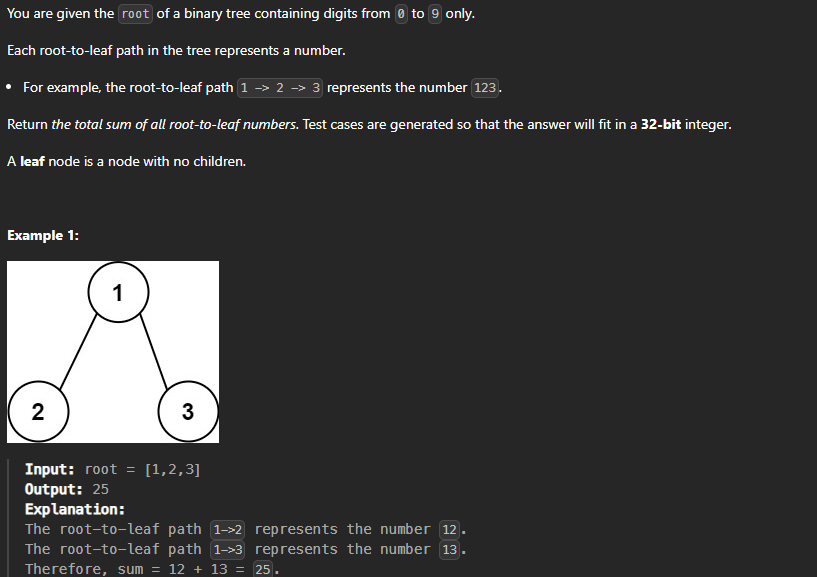 You are given the root of a binary tree containing digits from 0 to 9 only.
Each root-to-leaf path in the tree represents a number.
• For example, the root-to-leaf path 1 -> 2 -> 3 represents the number 123.
Return the total sum of all root-to-leaf numbers. Test cases are generated so that the answer will fit in a 32-bit integer.
A leaf node is a node with no children.
Example 1:
1
2 3
Input: root = [1,2,3]
Output: 25
Explanation:
The root-to-leaf path 1->2 represents the number 12.
The root-to-leaf path 1->3 represents the number 13.
Therefore, sum = 12 + 13 = 25.